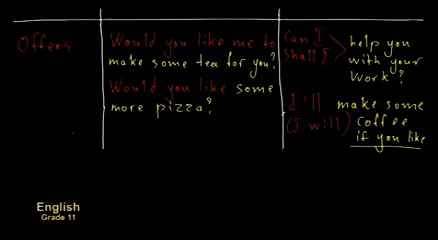 Offers
Would you like me to
make some tea for you?
Would you like some
more pizza?
Can I
Shall I
help you
with your
work?
I'll
(I will)
make some
coffee
if you like
English
Grade 11